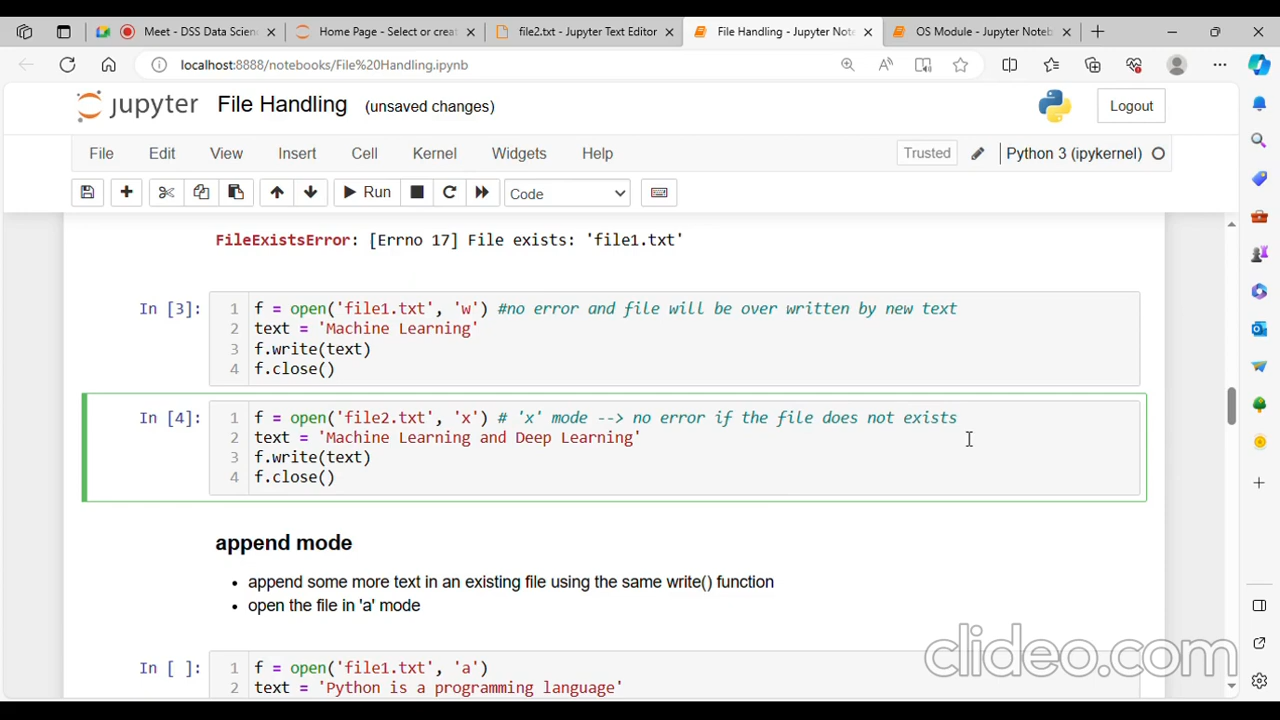 Meet - DSS Data Scien
Home Page - Select or creat
file2.txt - Jupyter Text Editor
File Handling - Jupyter Note
OS Module - Jupyter Noteb
localhost:8888/notebooks/File%20Handling.ipynb
jupyter File Handling (unsaved changes)
Logout
File Edit View Insert Cell Kernel Widgets Help
Trusted Python 3 (ipykernel)
Run Code
FileExistsError: [Errno 17] File exists: 'file1.txt'
In [3]: 1 f = open('file1.txt', 'w') #no error and file will be over written by new text
2 text = 'Machine Learning'
3 f.write(text)
4 f.close()
In [4]: 1 f = open('file2.txt', 'x') # 'x' mode --> no error if the file does not exists
2 text = 'Machine Learning and Deep Learning'
3 f.write(text)
4 f.close()
append mode
• append some more text in an existing file using the same write() function
• open the file in 'a' mode
In [ ]: 1 f = open('file1.txt', 'a')
2 text = 'Python is a programming language'
clideo.com